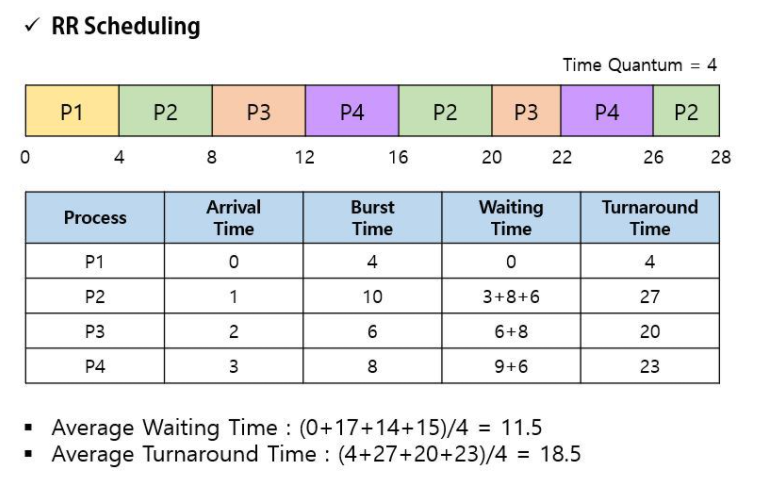 ✓ RR Scheduling
Time Quantum = 4
P1 P2 P3 P4 P2 P3 P4 P2
0 4 8 12 16 20 22 26 28
Process Arrival Time Burst Time Waiting Time Turnaround Time
P1 0 4 0 4
P2 1 10 3+8+6 27
P3 2 6 6+8 20
P4 3 8 9+6 23
▪ Average Waiting Time : (0+17+14+15)/4 = 11.5
▪ Average Turnaround Time : (4+27+20+23)/4 = 18.5